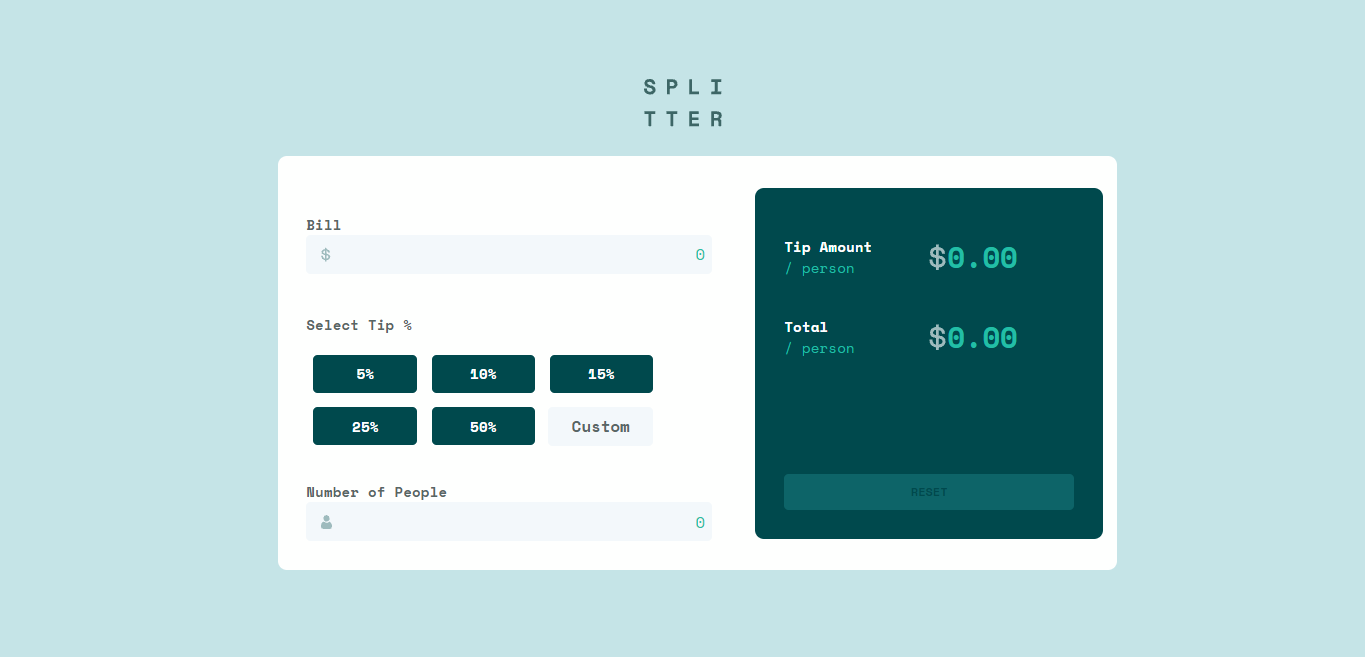 SPLI
TTER
Bill
$ 0
Select Tip %
5% 10% 15%
25% 50% Custom
Number of People
0
Tip Amount
/ person
$0.00
Total
/ person
$0.00
RESET